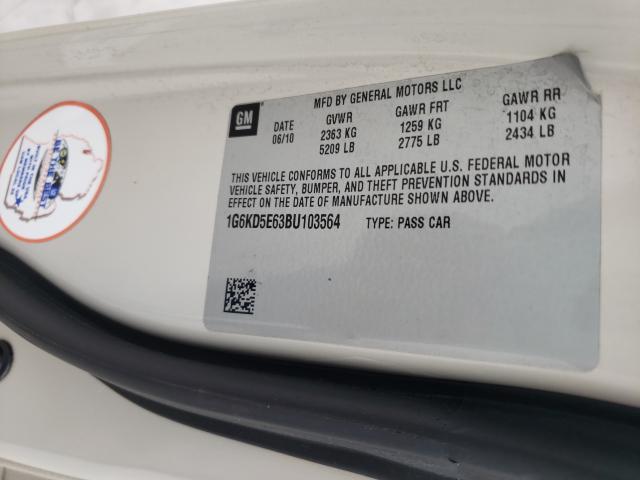 GM
MFD BY GENERAL MOTORS LLC
DATE GVWR GAWR FRT GAWR RR
06/10 2363 KG 1259 KG 1104 KG
5209 LB 2775 LB 2434 LB
THIS VEHICLE CONFORMS TO ALL APPLICABLE U.S. FEDERAL MOTOR
VEHICLE SAFETY, BUMPER, AND THEFT PREVENTION STANDARDS IN
EFFECT ON THE DATE OF MANUFACTURE SHOWN ABOVE.
1G6KD5E63BU103564 TYPE: PASS CAR